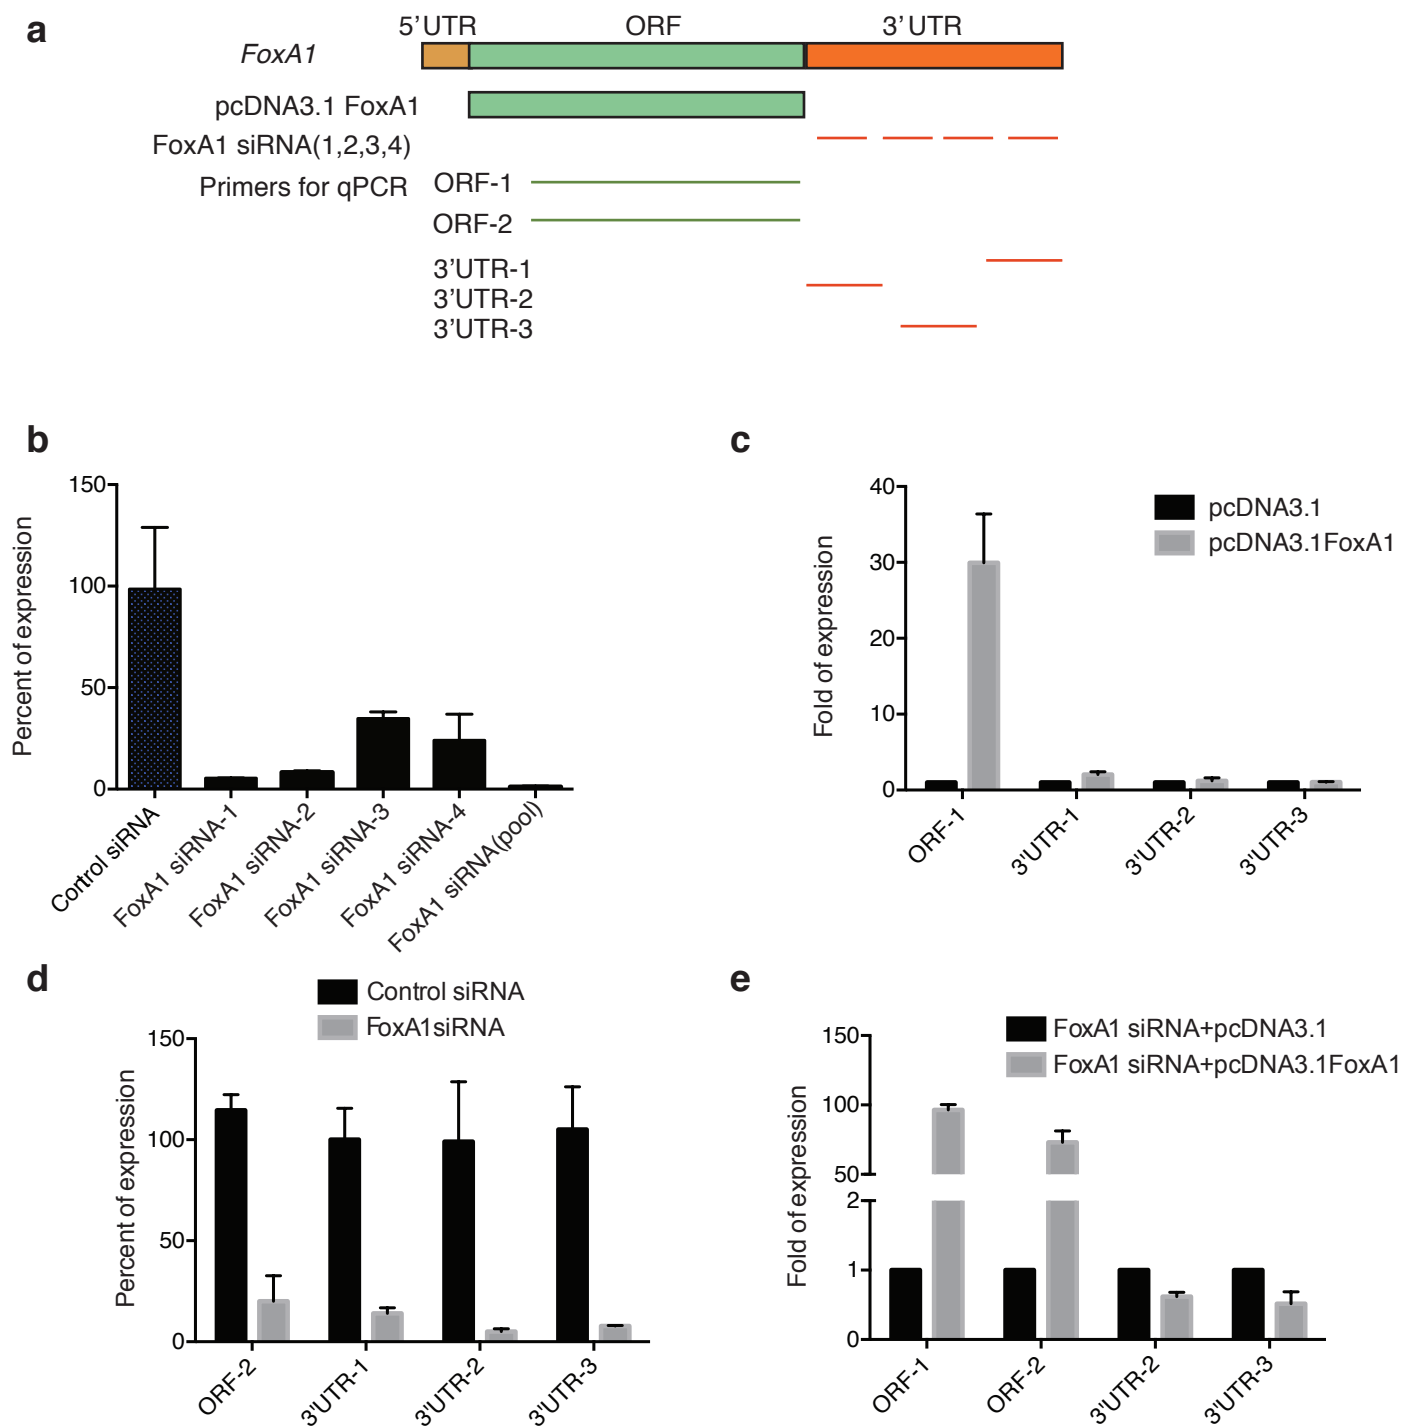 a
5’UTR ORF 3’ UTR
FoxA1
pcDNA3.1 FoxA1
FoxA1 siRNA(1,2,3,4)
Primers for qPCR ORF-1
ORF-2
3’UTR-1
3’UTR-2
3’UTR-3
b
Percent of expression
150
100
50
0
Control siRNA
FoxA1 siRNA-1
FoxA1 siRNA-2
FoxA1 siRNA-3
FoxA1 siRNA-4
FoxA1 siRNA(pool)
c
Fold of expression
40
30
20
10
0
pcDNA3.1
pcDNA3.1FoxA1
ORF-1
3'UTR-1
3'UTR-2
3'UTR-3
d
Control siRNA
FoxA1siRNA
Percent of expression
150
100
50
0
ORF-2
3'UTR-1
3'UTR-2
3'UTR-3
e
FoxA1 siRNA+pcDNA3.1
FoxA1 siRNA+pcDNA3.1FoxA1
Fold of expression
150
100
50
2
1
0
ORF-1
ORF-2
3'UTR-2
3'UTR-3